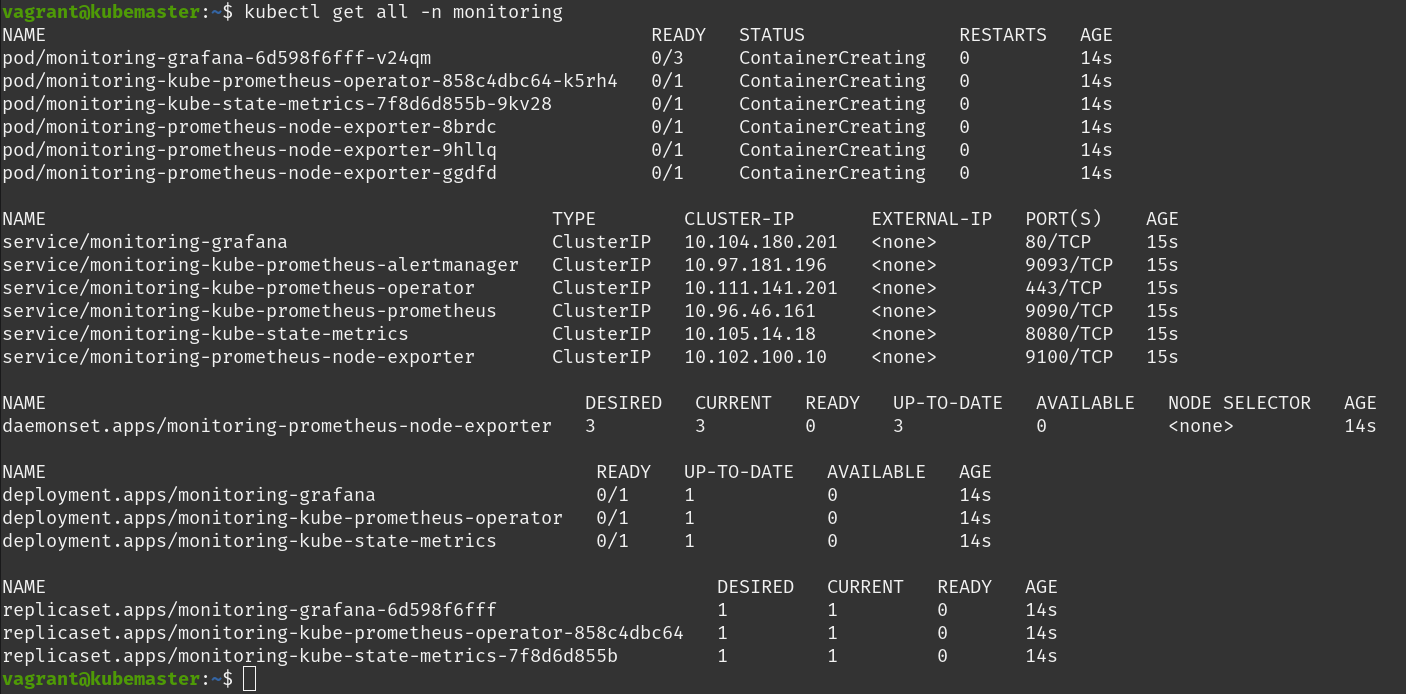 vagrant@kubemaster:~$ kubectl get all -n monitoring
NAME                                                           READY   STATUS              RESTARTS   AGE
pod/monitoring-grafana-6d598f6fff-v24qm                    0/3     ContainerCreating   0          14s
pod/monitoring-kube-prometheus-operator-858c4dbc64-k5rh4   0/1     ContainerCreating   0          14s
pod/monitoring-kube-state-metrics-7f8d6d855b-9kv28         0/1     ContainerCreating   0          14s
pod/monitoring-prometheus-node-exporter-8brdc              0/1     ContainerCreating   0          14s
pod/monitoring-prometheus-node-exporter-9hllq              0/1     ContainerCreating   0          14s
pod/monitoring-prometheus-node-exporter-ggdfd              0/1     ContainerCreating   0          14s
NAME                                              TYPE        CLUSTER-IP       EXTERNAL-IP   PORT(S)    AGE
service/monitoring-grafana                        ClusterIP   10.104.180.201   <none>        80/TCP     15s
service/monitoring-kube-prometheus-alertmanager   ClusterIP   10.97.181.196    <none>        9093/TCP   15s
service/monitoring-kube-prometheus-operator       ClusterIP   10.111.141.201   <none>        443/TCP    15s
service/monitoring-kube-prometheus-prometheus     ClusterIP   10.96.46.161     <none>        9090/TCP   15s
service/monitoring-kube-state-metrics             ClusterIP   10.105.14.18     <none>        8080/TCP   15s
service/monitoring-prometheus-node-exporter       ClusterIP   10.102.100.10    <none>        9100/TCP   15s
NAME                                                 DESIRED   CURRENT   READY   UP-TO-DATE   AVAILABLE   NODE SELECTOR   AGE
daemonset.apps/monitoring-prometheus-node-exporter   3         3         0       3            0           <none>          14s
NAME                                                  READY   UP-TO-DATE   AVAILABLE   AGE
deployment.apps/monitoring-grafana                    0/1     1            0           14s
deployment.apps/monitoring-kube-prometheus-operator   0/1     1            0           14s
deployment.apps/monitoring-kube-state-metrics         0/1     1            0           14s
NAME                                                             DESIRED   CURRENT   READY   AGE
replicaset.apps/monitoring-grafana-6d598f6fff                    1         1         0       14s
replicaset.apps/monitoring-kube-prometheus-operator-858c4dbc64   1         1         0       14s
replicaset.apps/monitoring-kube-state-metrics-7f8d6d855b         1         1         0       14s
vagrant@kubemaster:~$